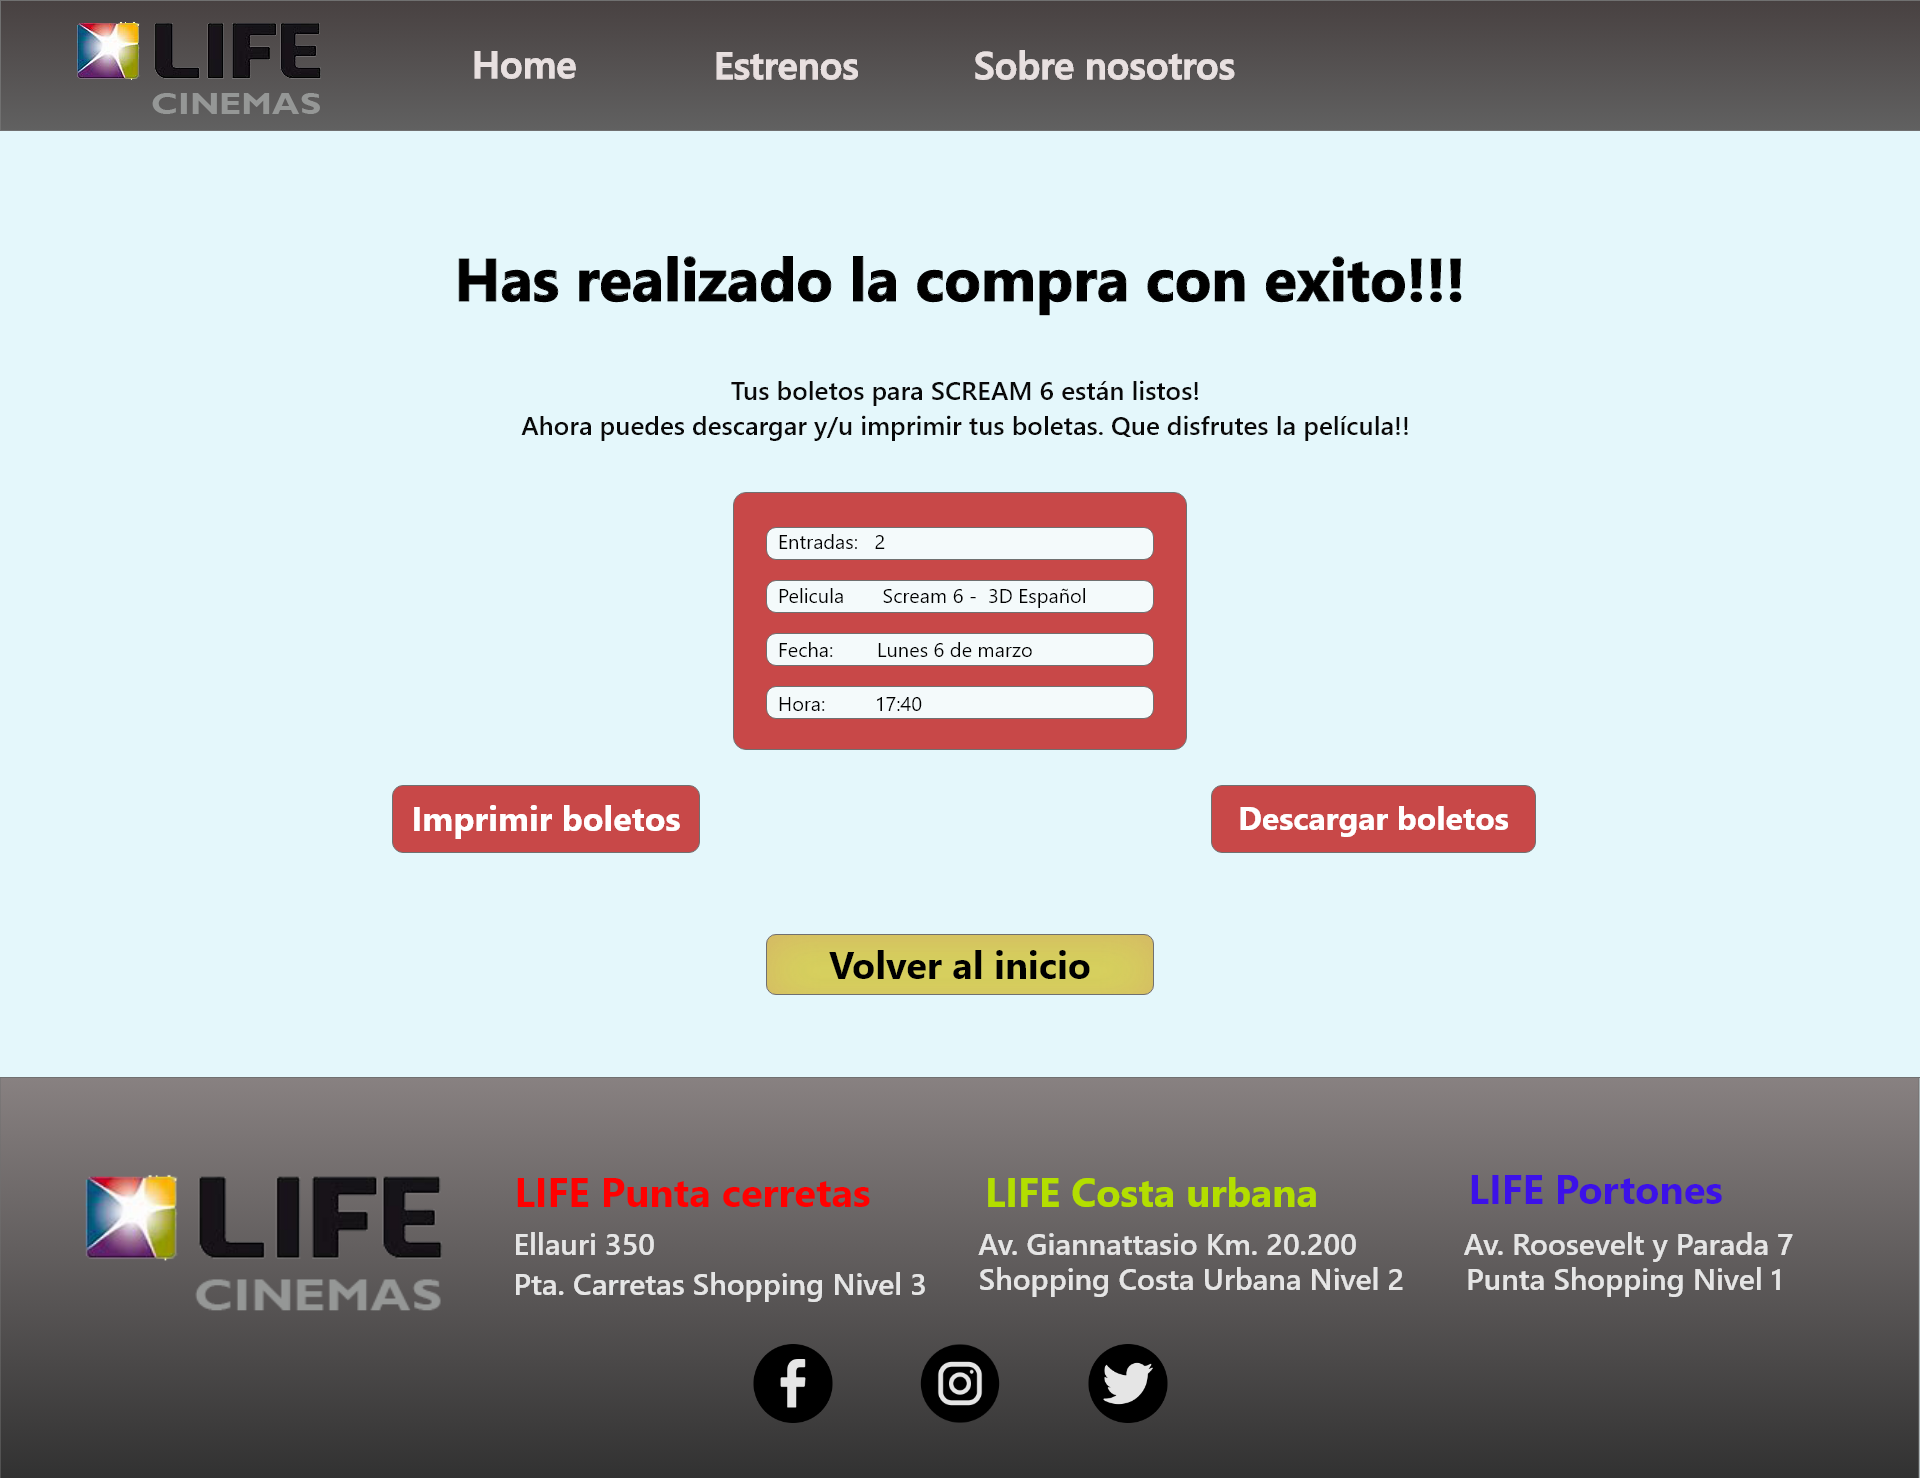 LIFE
CINEMAS
Home
Estrenos
Sobre nosotros
Has realizado la compra con exito!!!
Tus boletos para SCREAM 6 están listos!
Ahora puedes descargar y/u imprimir tus boletas. Que disfrutes la película!!
Entradas: 2
Pelicula Scream 6 - 3D Español
Fecha: Lunes 6 de marzo
Hora: 17:40
Imprimir boletos
Descargar boletos
Volver al inicio
LIFE
CINEMAS
LIFE Punta cerretas
Ellauri 350
Pta. Carretas Shopping Nivel 3
LIFE Costa urbana
Av. Giannattasio Km. 20.200
Shopping Costa Urbana Nivel 2
LIFE Portones
Av. Roosevelt y Parada 7
Punta Shopping Nivel 1